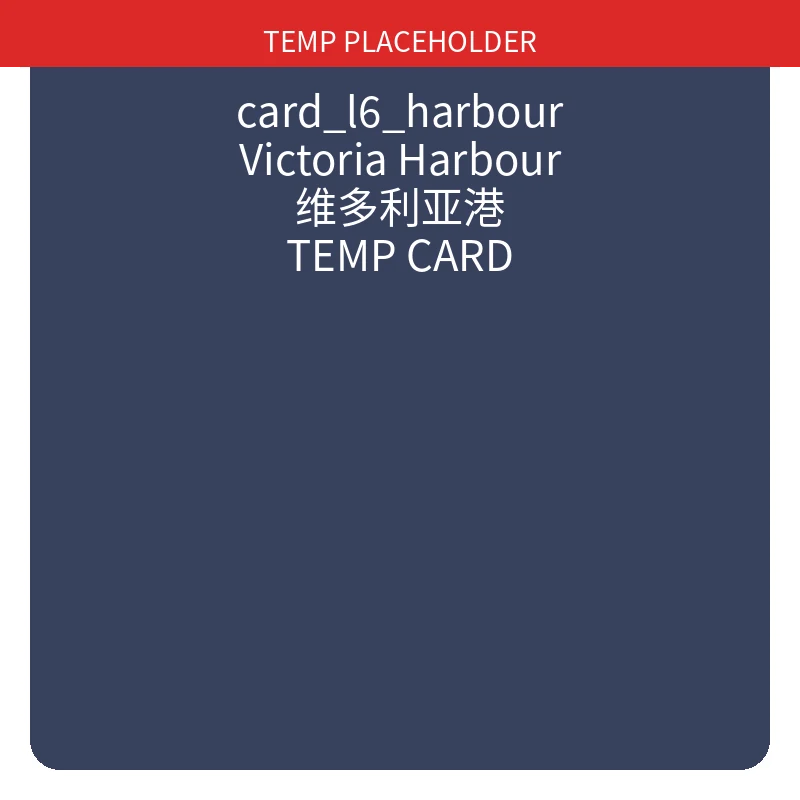 TEMP PLACEHOLDER
card_l6_harbour
Victoria Harbour
维多利亚港
TEMP CARD